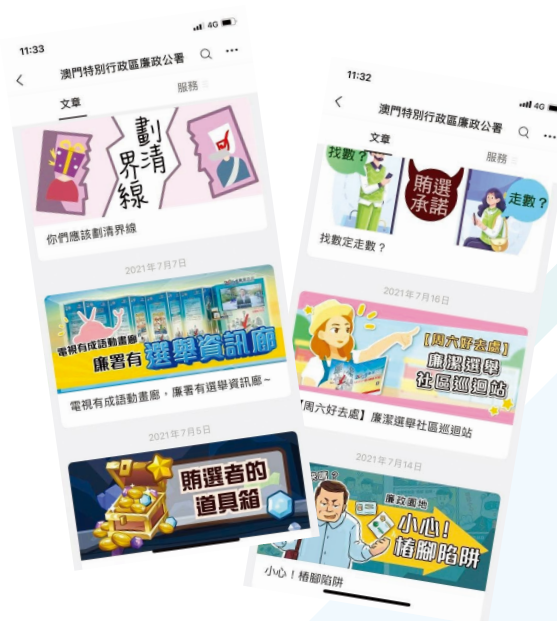 11:33
4G
澳門特別行政區廉政公署
文章
服務
劃清
界線
你們應該劃清界線
2021年7月7日
電視有成語動畫廊
廉署有選舉資訊廊
電視有成語動畫廊，廉署有選舉資訊廊～
2021年7月5日
賄選者的
道具箱
11:32
4G
澳門特別行政區廉政公署
文章
服務
找數？
賄選
承諾
走數？
找數定走數？
2021年7月16日
【周六好去處】
廉潔選舉
社區巡迴站
【周六好去處】廉潔選舉社區巡迴站
2021年7月14日
廉政園地
小心！
樁腳陷阱
小心！樁腳陷阱